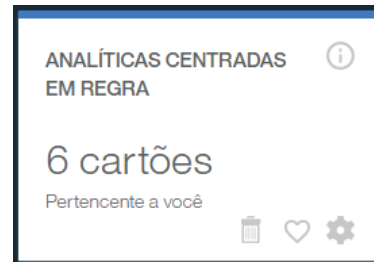 ANALÍTICAS CENTRADAS
EM REGRA
6 cartões
Pertencente a você